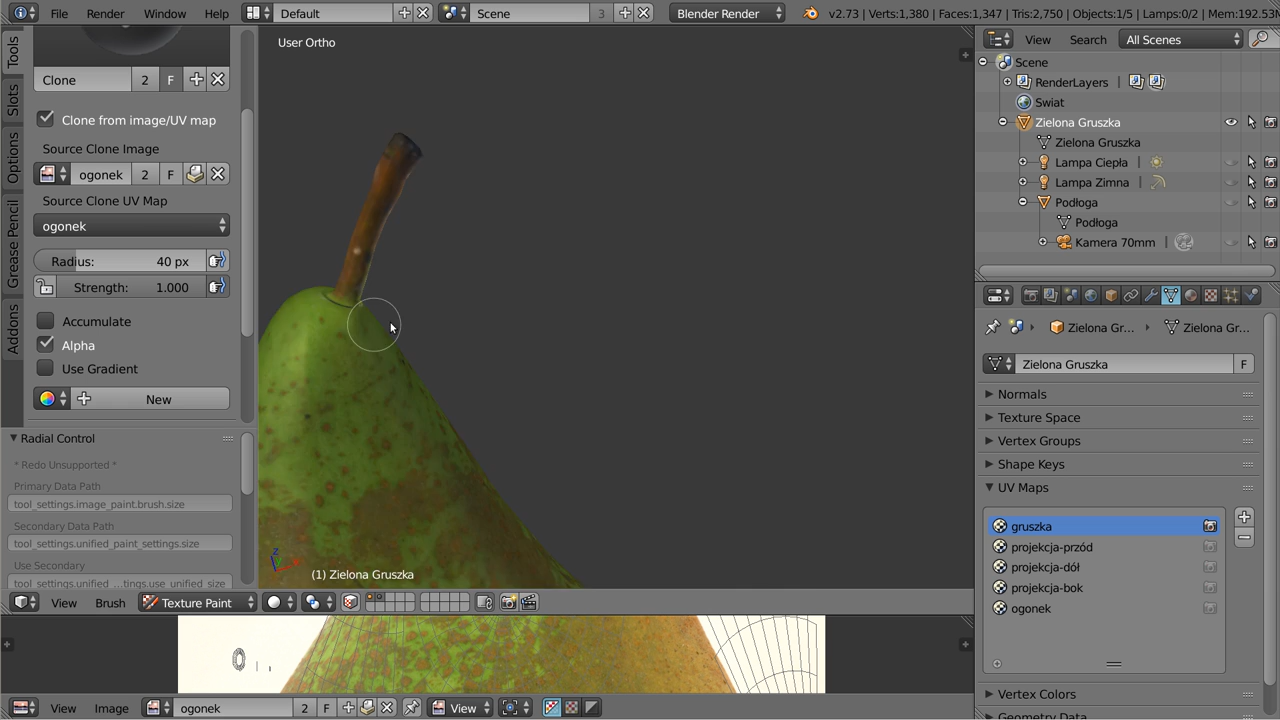 File Render Window Help Default Scene 3 Blender Render v2.73 | Verts:1,380 | Faces:1,347 | Tris:2,750 | Objects:1/5 | Lamps:0/2 | Mem:192.53
Tools
Slots
Options
Grease Pencil
Addons
Clone 2 F
Clone from image/UV map
Source Clone Image
ogonek 2 F
Source Clone UV Map
ogonek
Radius: 40 px
Strength: 1.000
Accumulate
Alpha
Use Gradient
New
Radial Control
* Redo Unsupported *
Primary Data Path
tool_settings.image_paint.brush.size
Secondary Data Path
tool_settings.unified_paint_settings.size
Use Secondary
tool_settings.unified ...tings.use_unified_size
User Ortho
z
x
(1) Zielona Gruszka
View Brush Texture Paint
View Image ogonek 2 F View
View Search All Scenes
Scene
RenderLayers |
Swiat
Zielona Gruszka
Zielona Gruszka
Lampa Ciepła |
Lampa Zimna |
Podłoga
Podłoga
Kamera 70mm |
Zielona Gr... Zielona Gr...
Zielona Gruszka F
Normals
Texture Space
Vertex Groups
Shape Keys
UV Maps
gruszka
projekcja-przód
projekcja-dół
projekcja-bok
ogonek
Vertex Colors
Geometry Data